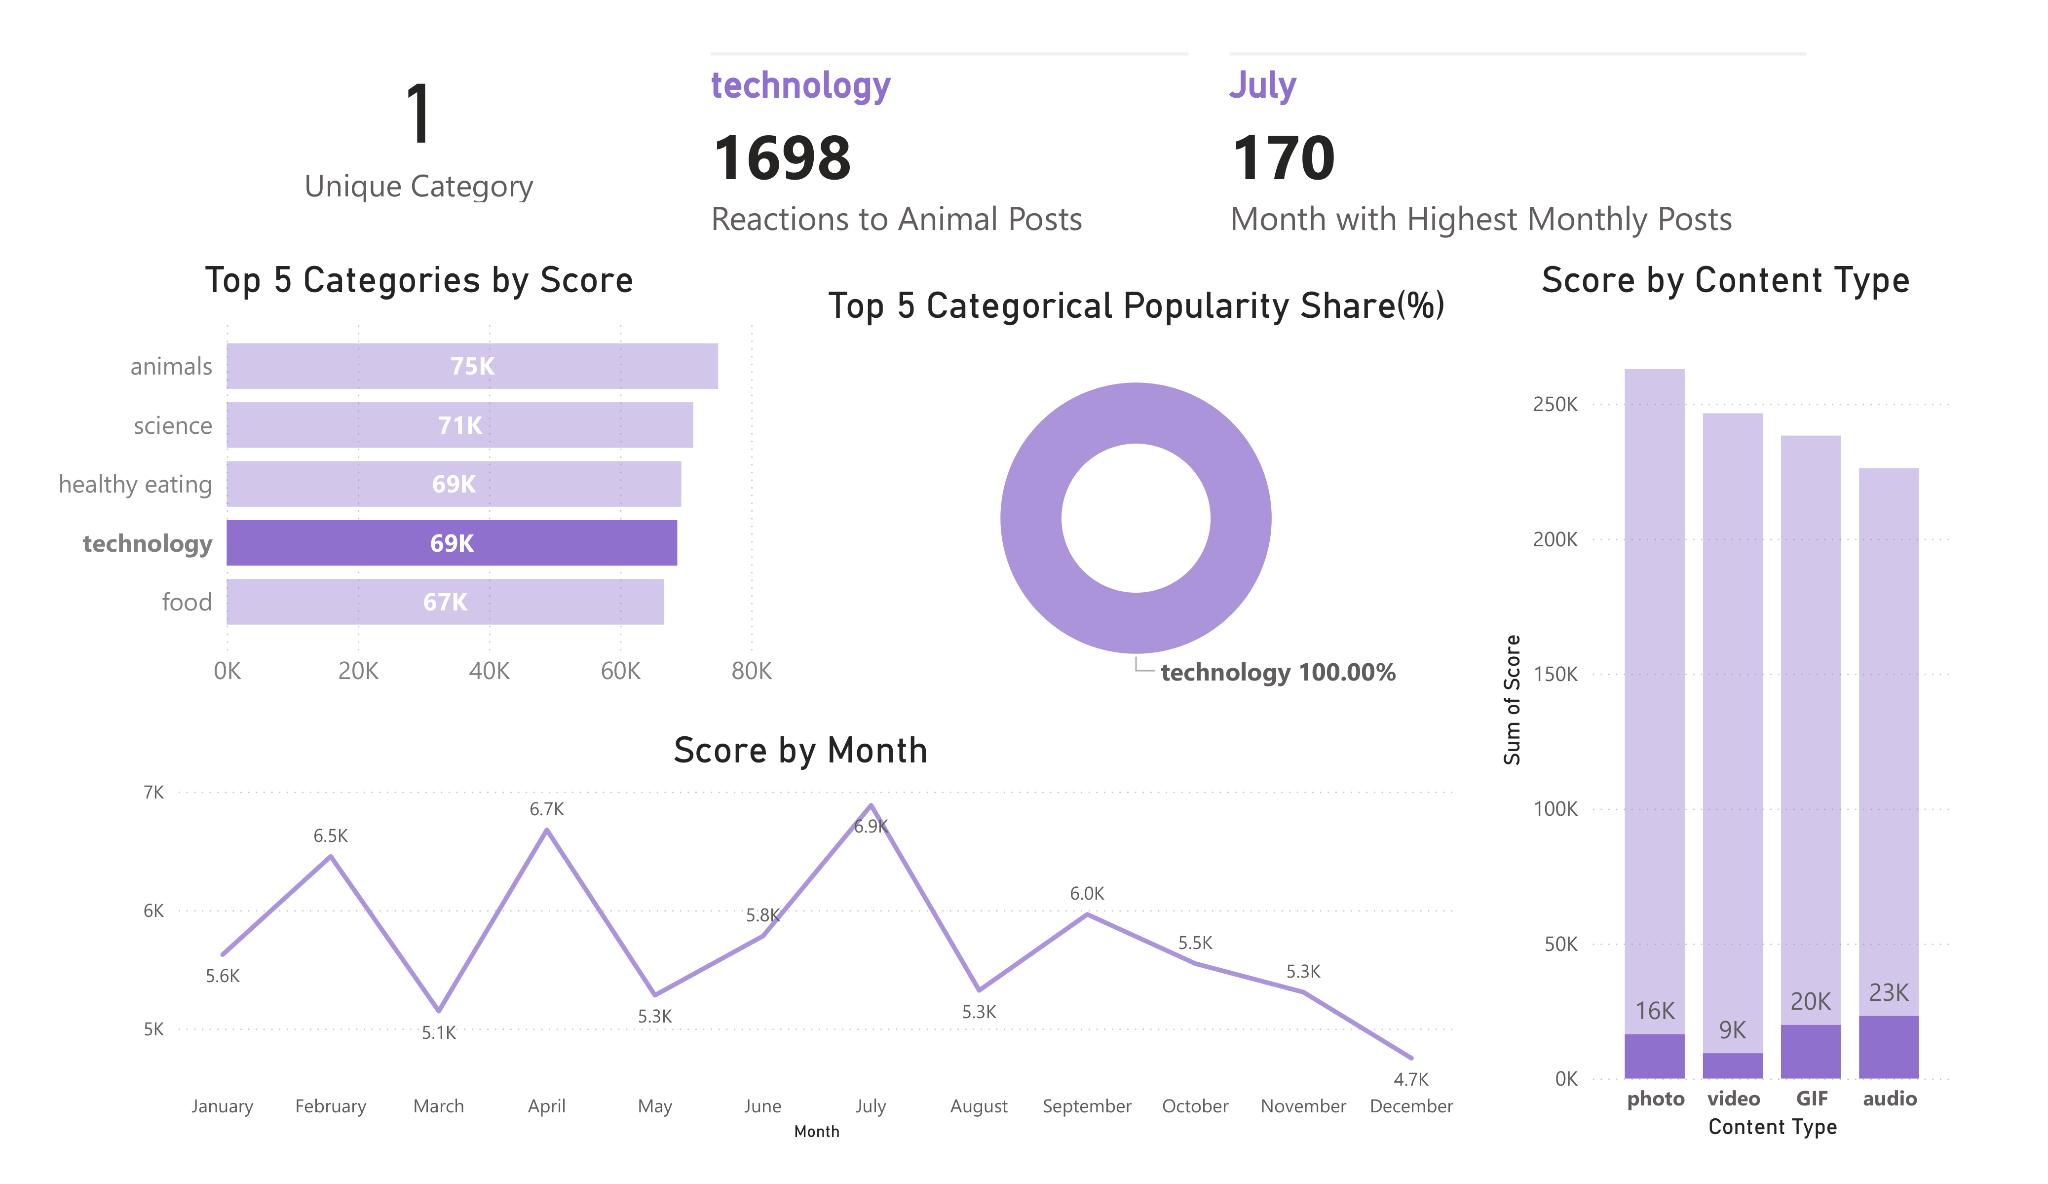 1
Unique Category
technology
1698
Reactions to Animal Posts
July
170
Month with Highest Monthly Posts
Top 5 Categories by Score
animals
75K
science
71K
healthy eating
69K
technology
69K
food
67K
0K
20K
40K
60K
80K
Top 5 Categorical Popularity Share(%)
technology 100.00%
Score by Content Type
Sum of Score
250K
200K
150K
100K
50K
0K
16K
9K
20K
23K
photo
video
GIF
audio
Content Type
Score by Month
7K
6K
5K
5.6K
6.5K
5.1K
6.7K
5.3K
5.8K
6.9K
5.3K
6.0K
5.5K
5.3K
4.7K
January
February
March
April
May
June
July
August
September
October
November
December
Month